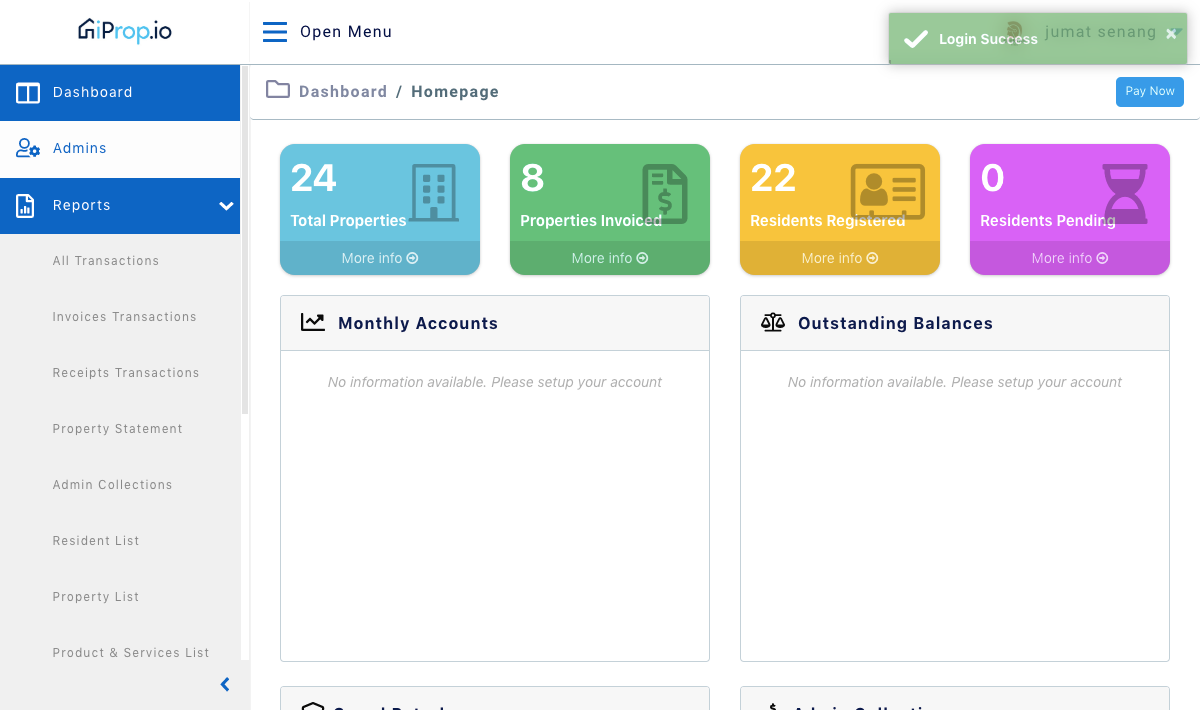 iProp.io
Open Menu
jumat senang
Login Success
×
Dashboard
Admins
Reports
All Transactions
Invoices Transactions
Receipts Transactions
Property Statement
Admin Collections
Resident List
Property List
Product & Services List
Dashboard / Homepage
Pay Now
24
Total Properties
More info
8
Properties Invoiced
More info
22
Residents Registered
More info
0
Residents Pending
More info
Monthly Accounts
No information available. Please setup your account
Outstanding Balances
No information available. Please setup your account